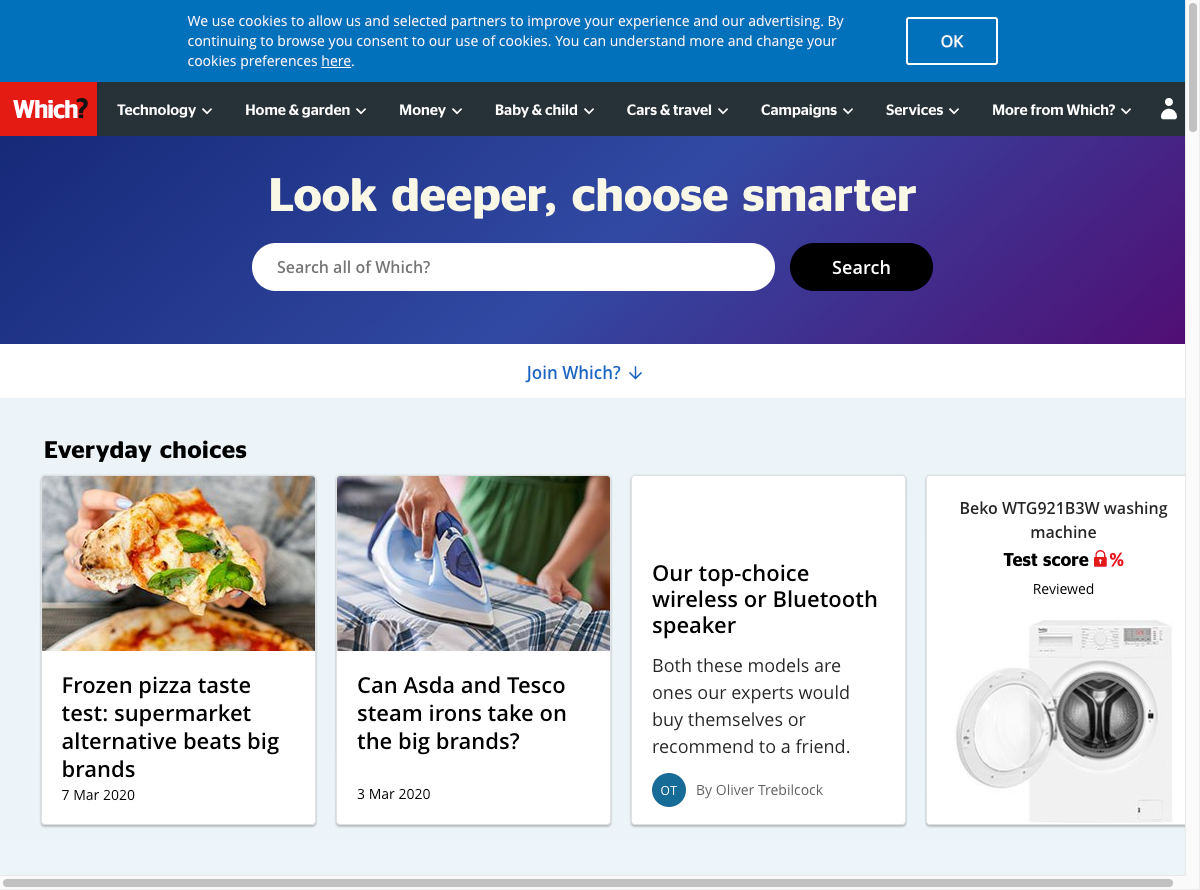 We use cookies to allow us and selected partners to improve your experience and our advertising. By
continuing to browse you consent to our use of cookies. You can understand more and change your
cookies preferences here.
OK
Which?
Technology
Home & garden
Money
Baby & child
Cars & travel
Campaigns
Services
More from Which?
Look deeper, choose smarter
Search all of Which?
Search
Join Which?
Everyday choices
Frozen pizza taste
test: supermarket
alternative beats big
brands
7 Mar 2020
Can Asda and Tesco
steam irons take on
the big brands?
3 Mar 2020
Our top-choice
wireless or Bluetooth
speaker
Both these models are
ones our experts would
buy themselves or
recommend to a friend.
OT
By Oliver Trebilcock
Beko WTG921B3W washing
machine
Test score %
Reviewed